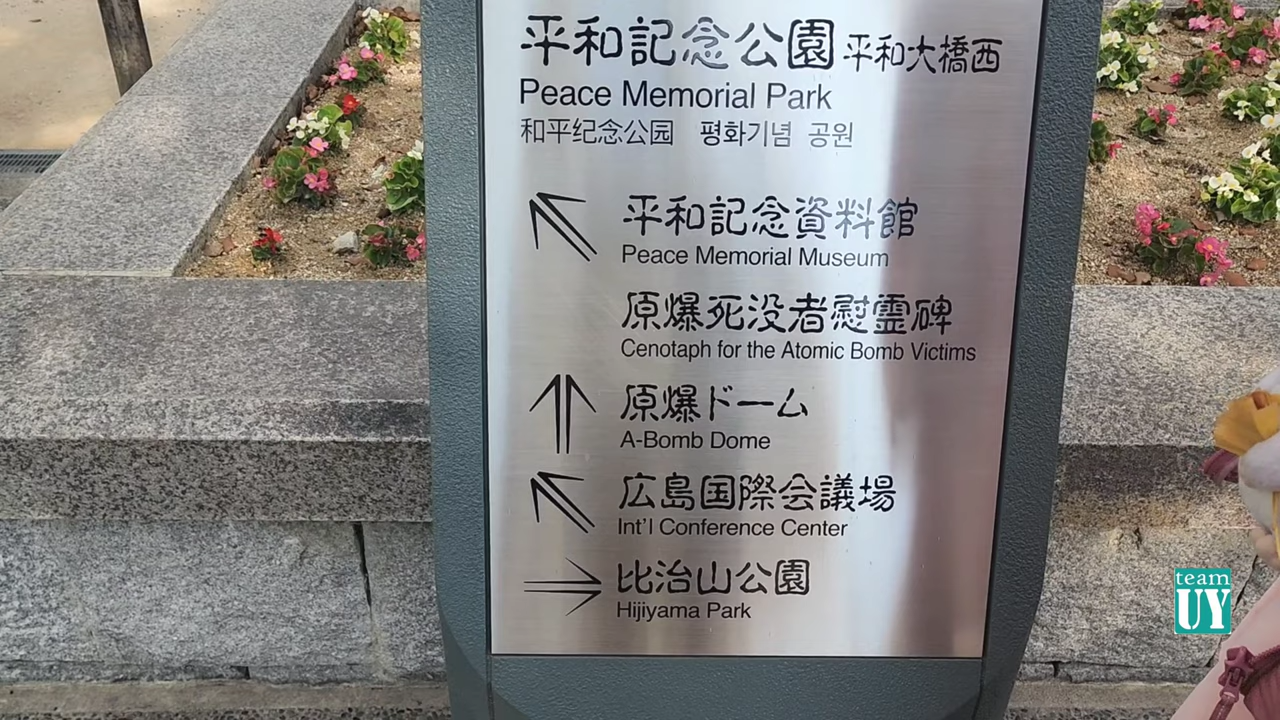 平和記念公園 平和大橋西
Peace Memorial Park
和平纪念公园 평화기념 공원
平和記念資料館
Peace Memorial Museum
原爆死没者慰霊碑
Cenotaph for the Atomic Bomb Victims
原爆ドーム
A-Bomb Dome
広島国際会議場
Int'l Conference Center
比治山公園
Hijiyama Park
team
UY